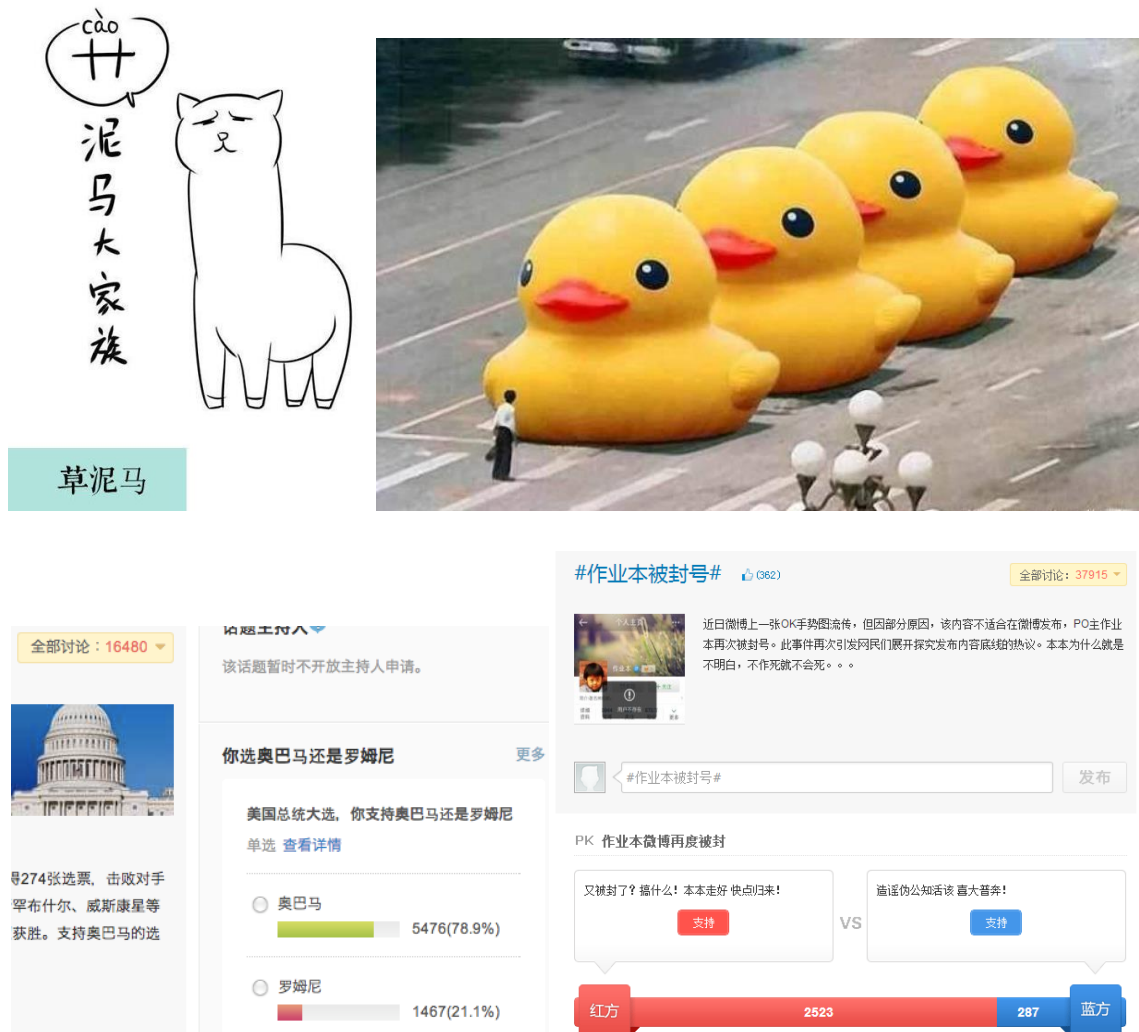 cào
艹
泥
马
大
家
族
草泥马
全部讨论：16480
话题主持人
该话题暂时不开放主持人申请。
你选奥巴马还是罗姆尼
更多
美国总统大选，你支持奥巴马还是罗姆尼
单选 查看详情
奥巴马
5476(78.9%)
罗姆尼
1467(21.1%)
得274张选票，击败对手
罕布什尔、威斯康星等
获胜。支持奥巴马的选
#作业本被封号#
(362)
全部讨论：37915
个人主页
作业本
近日微博上一张OK手势图流传，但因部分原因，该内容不适合在微博发布，PO主作业
本再次被封号。此事件再次引发网民们展开探究发布内容底线的热议。本本为什么就是
不明白，不作死就不会死。。。
#作业本被封号#
发布
PK 作业本微博再度被封
又被封了？搞什么！本本走好 快点归来！
支持
VS
造谣伪公知活该 喜大普奔！
支持
红方
2523
287
蓝方